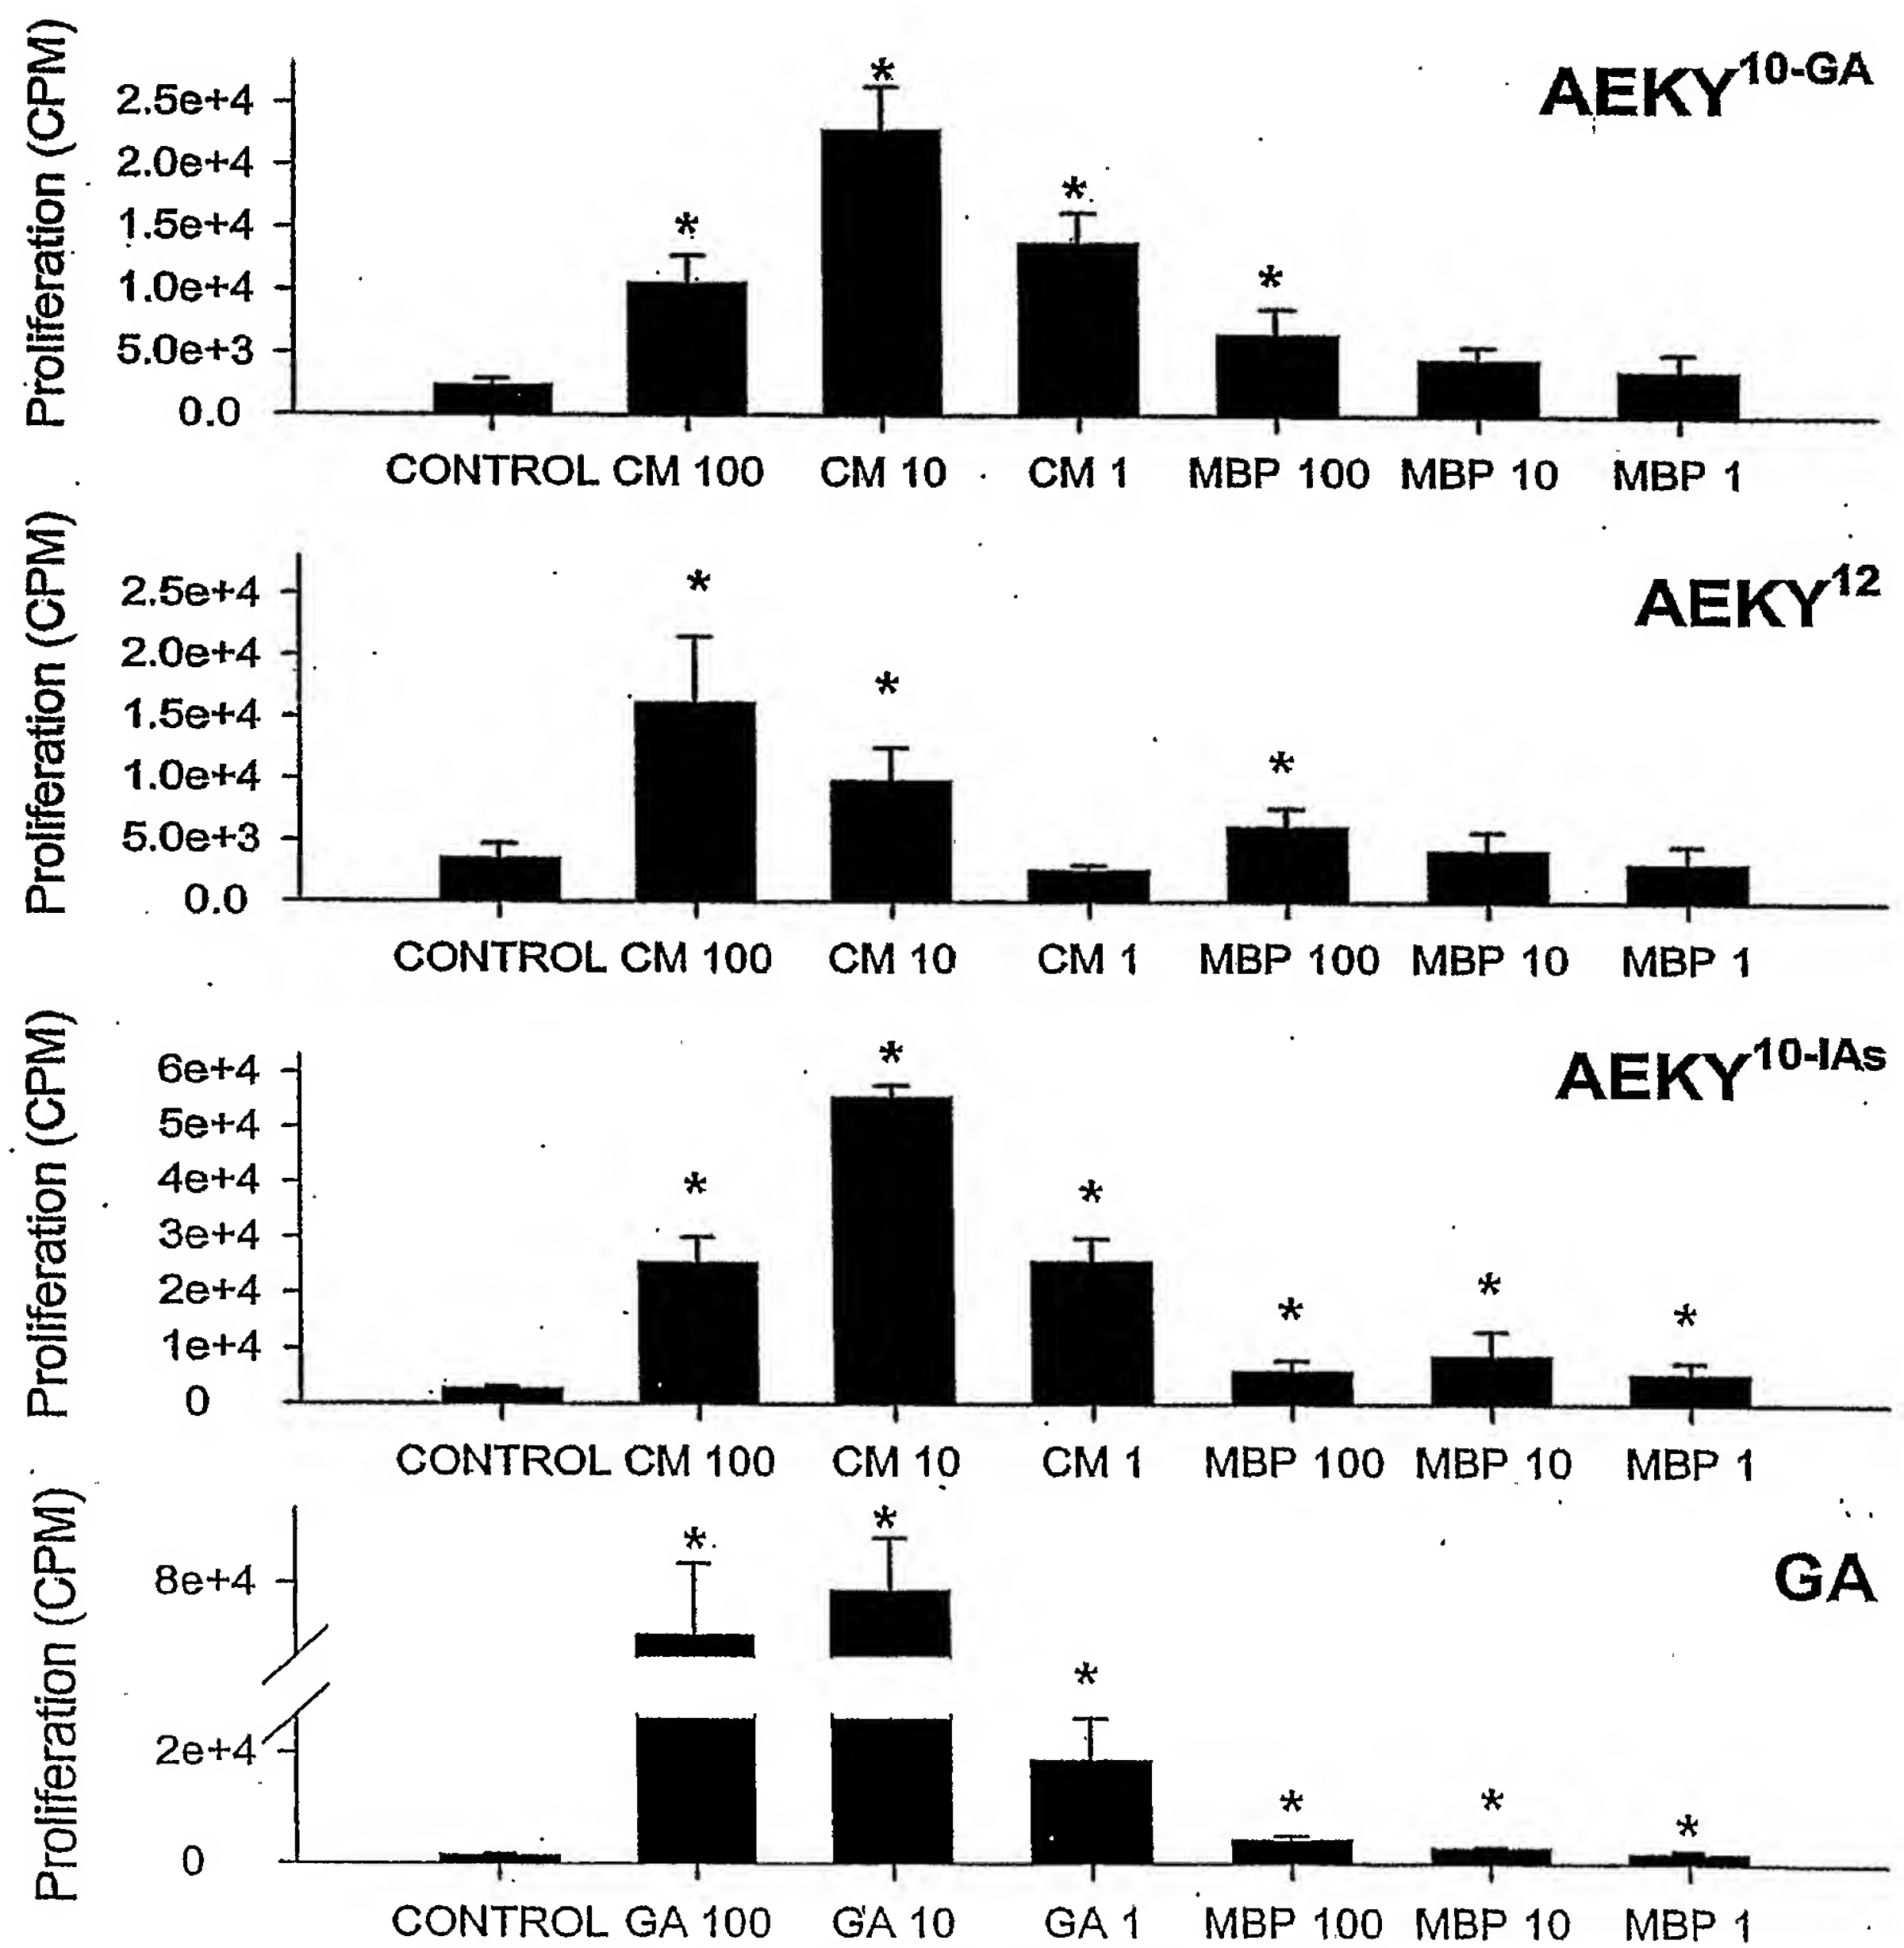 Proliferation (CPM)
AEKY10-GA
*
2.5e+4
*
2.0e+4
*
1.5e+4
*
1.0e+4
5.0e+3
0.0
CONTROL CM 100 CM 10 CM 1 MBP 100 MBP 10 MBP 1
Proliferation (CPM)
AEKY12
*
2.5e+4
2.0e+4
*
1.5e+4
*
1.0e+4
5.0e+3
0.0
CONTROL CM 100 CM 10 CM 1 MBP 100 MBP 10 MBP 1
Proliferation (CPM)
AEKY10-IAs
*
6e+4
5e+4
4e+4 * *
3e+4
2e+4 * * *
1e+4
0
CONTROL CM 100 CM 10 CM 1 MBP 100 MBP 10 MBP 1
Proliferation (CPM)
* *
GA
8e+4
*
2e+4
* * *
0
CONTROL GA 100 GA 10 GA 1 MBP 100 MBP 10 MBP 1